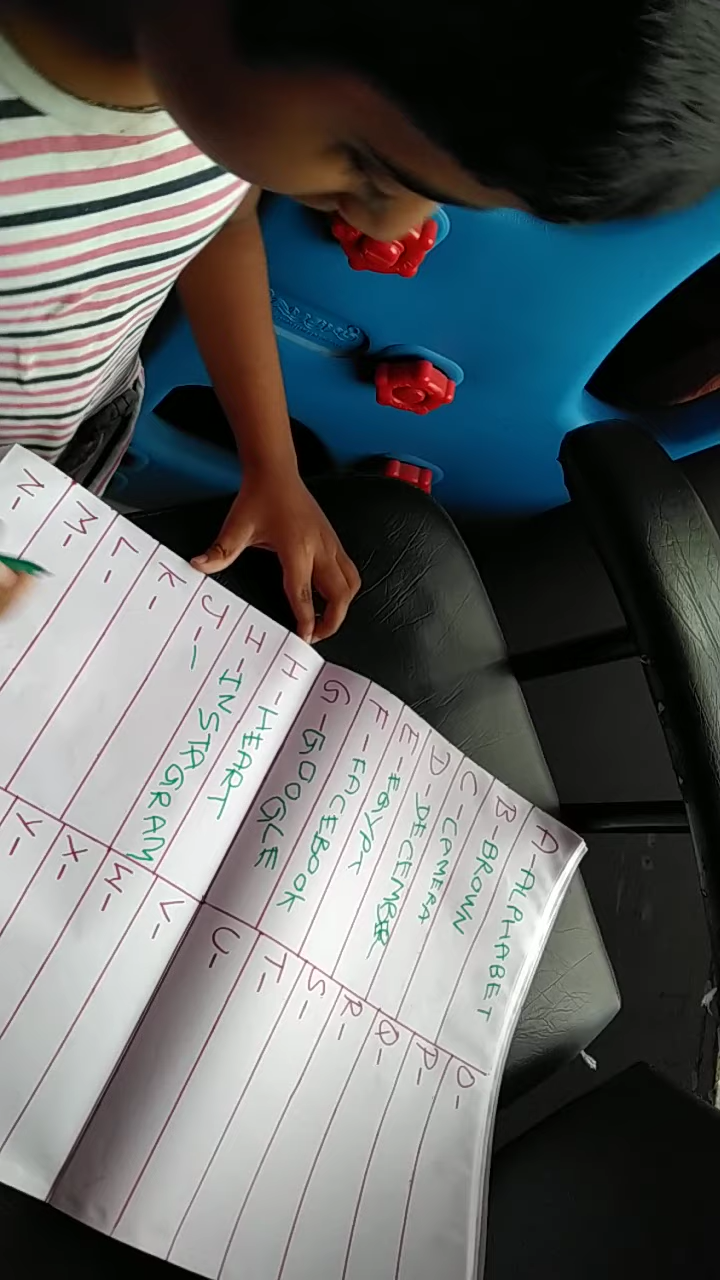 A-ALPHABET
B-BROWN
C-CAMERA
D-DECEMBER
E-EGYPT
F-FACEBOOK
G-GOOGLE
H-HEART
I-INSTAGRAM
J-
K-
L-
M-
N-
O-
P-
Q-
R-
S-
T-
U-
V-
W-
X-
Y-